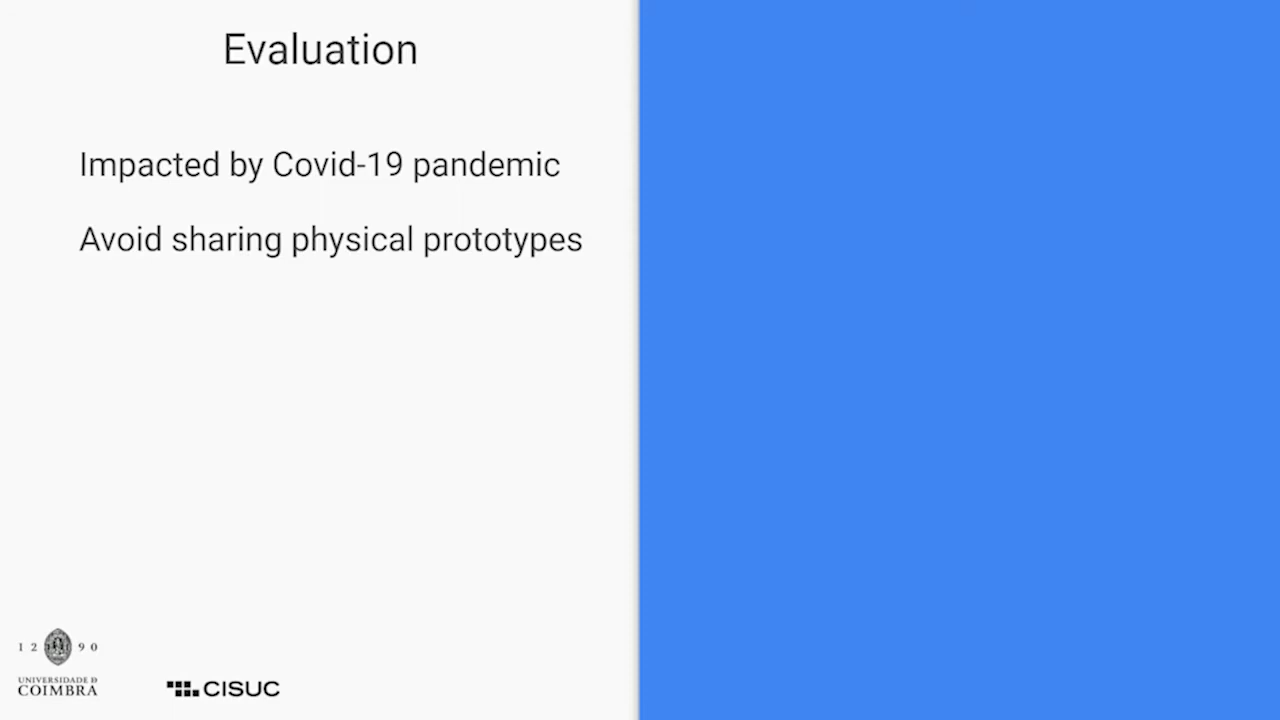 Evaluation
Impacted by Covid-19 pandemic
Avoid sharing physical prototypes
1 2 9 0
UNIVERSIDADE D
COIMBRA
CISUC